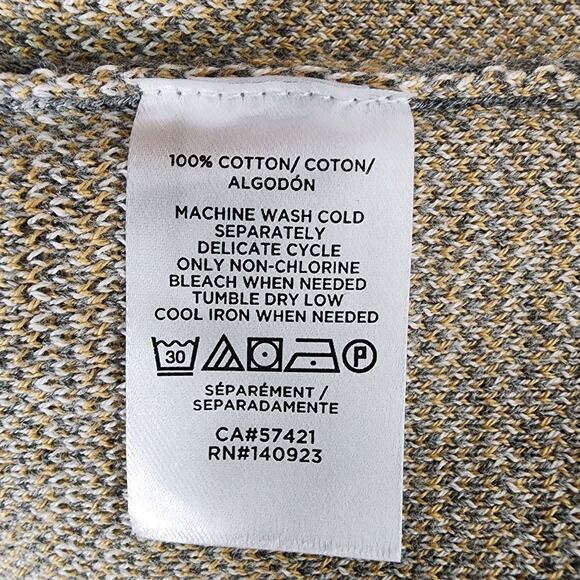 100% COTTON/ COTON/
ALGODÓN
MACHINE WASH COLD
SEPARATELY
DELICATE CYCLE
ONLY NON-CHLORINE
BLEACH WHEN NEEDED
TUMBLE DRY LOW
COOL IRON WHEN NEEDED
30 P
SÉPARÉMENT /
SEPARADAMENTE
CA#57421
RN#140923